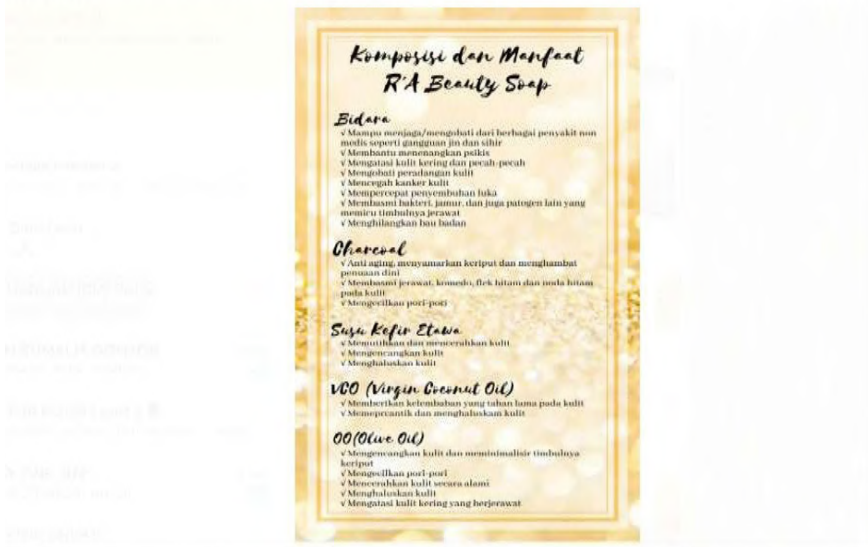 Komposisi dan Manfaat
R'A Beauty Soap
Bidara
√ Mampu menjaga/mengobati dari berbagai penyakit non
medis seperti gangguan jin dan sihir
√ Membantu menenangkan psikis
√ Mengatasi kulit kering dan pecah-pecah
√ Mengobati peradangan kulit
√ Mencegah kanker kulit
√ Mempercepat penyembuhan luka
√ Membasmi bakteri, jamur, dan juga patogen lain yang
memicu timbulnya jerawat
√ Menghilangkan bau badan
Charcoal
√ Anti aging, menyamarkan keriput dan menghambat
penuaan dini
√ Membasmi jerawat, komedo, flek hitam dan noda hitam
pada kulit
√ Mengecilkan pori-pori
Susu Kefir Etawa
√ Memutihkan dan mencerahkan kulit
√ Mengencangkan kulit
√ Menghaluskan kulit
VCO (Virgin Coconut Oil)
√ Memberikan kelembaban yang tahan lama pada kulit
√ Memeprcantik dan menghaluskam kulit
OO(Olive Oil)
√ Mengencangkan kulit dan meminimalisir timbulnya
keriput
√ Mengecilkan pori-pori
√ Mencerahkan kulit secara alami
√ Menghaluskan kulit
√ Mengatasi kulit kering yang berjerawat